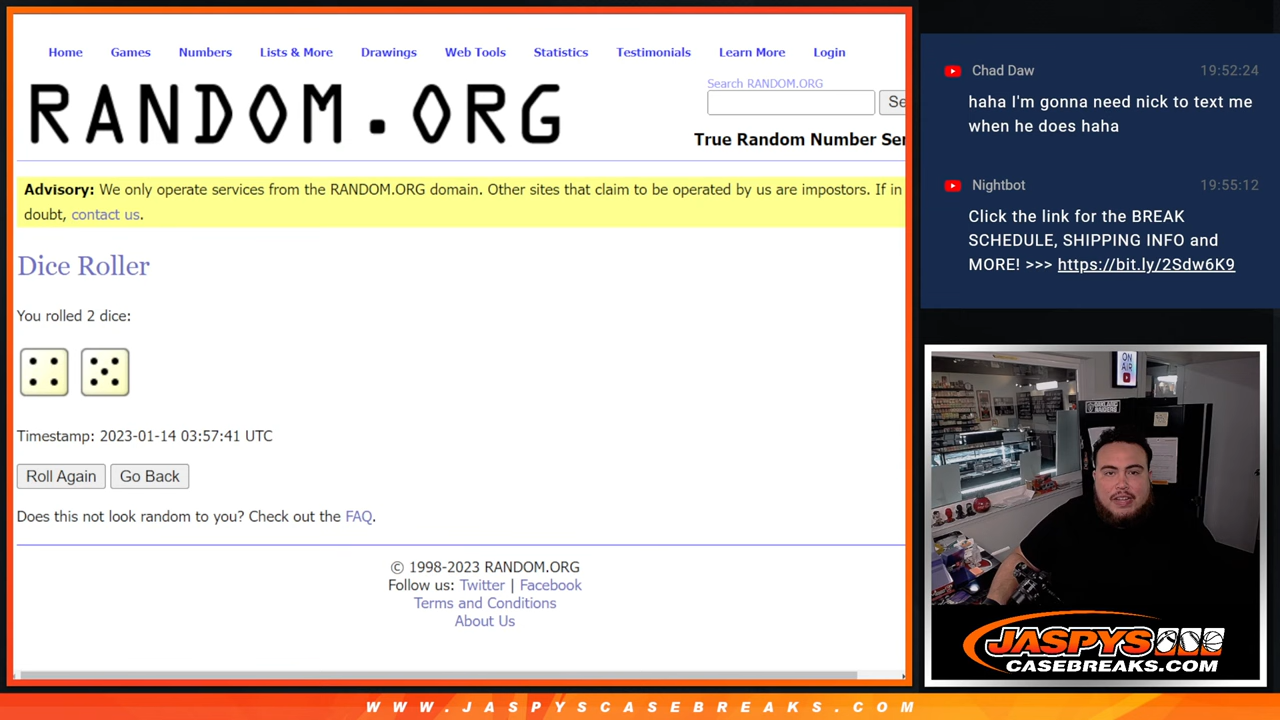 Home Games Numbers Lists & More Drawings Web Tools Statistics Testimonials Learn More Login
RANDOM.ORG
Search RANDOM.ORG
Se
True Random Number Ser
Advisory: We only operate services from the RANDOM.ORG domain. Other sites that claim to be operated by us are impostors. If in
doubt, contact us.
Dice Roller
You rolled 2 dice:
Timestamp: 2023-01-14 03:57:41 UTC
Roll Again Go Back
Does this not look random to you? Check out the FAQ.
© 1998-2023 RANDOM.ORG
Follow us: Twitter | Facebook
Terms and Conditions
About Us
Chad Daw 19:52:24
haha I'm gonna need nick to text me
when he does haha
Nightbot 19:55:12
Click the link for the BREAK
SCHEDULE, SHIPPING INFO and
MORE! >>> https://bit.ly/2Sdw6K9
ON
AIR
JASPYS
CASEBREAKS.COM
WWW.JASPYSCASEBREAKS.COM